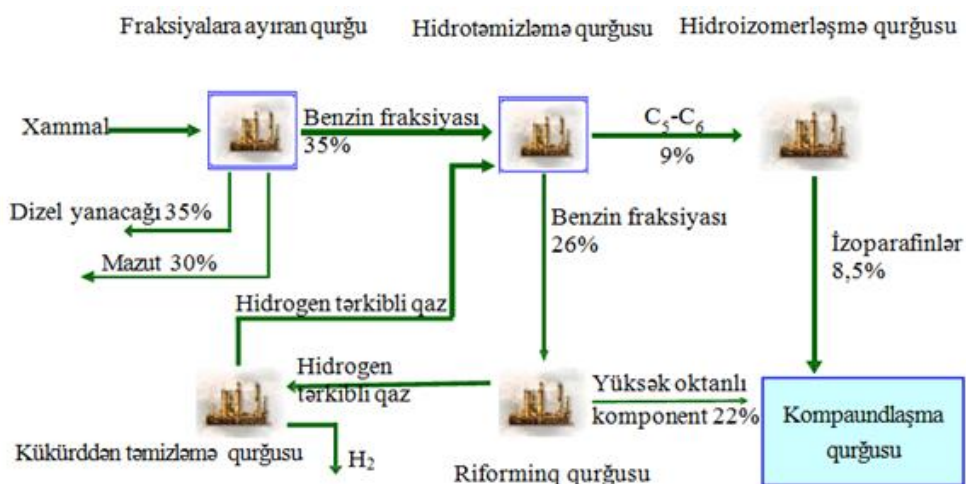 Fraksiyalara ayıran qurğu
Hidrotəmizləmə qurğusu
Hidroizomerləşmə qurğusu
Xammal
Benzin fraksiyası
35%
C₅-C₆
9%
Dizel yanacağı 35%
Mazut 30%
Benzin fraksiyası
26%
İzoparafinlər
8,5%
Hidrogen tərkibli qaz
Hidrogen
tərkibli qaz
Yüksək oktanlı
komponent 22%
Kompaundlaşma
qurğusu
Kükürddən təmizləmə qurğusu
H₂
Riforminq qurğusu